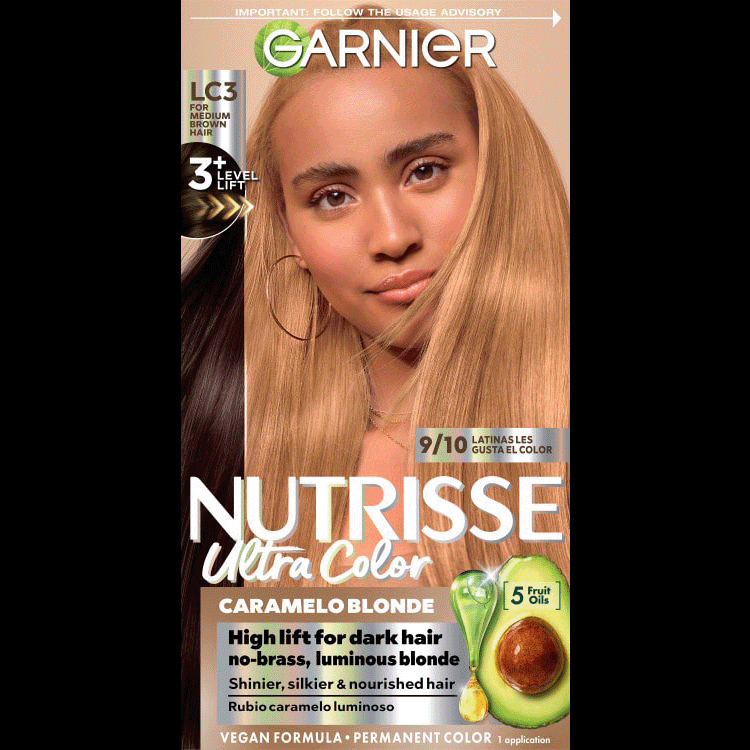 IMPORTANT: FOLLOW THE USAGE ADVISORY
GARNIER
LC3
FOR
MEDIUM
BROWN
HAIR
3+
LEVEL
LIFT
9/10 LATINAS LES
GUSTA EL COLOR
NUTRISSE
Ultra Color
CARAMELO BLONDE
5 Fruit
Oils
High lift for dark hair
no-brass, luminous blonde
Shinier, silkier & nourished hair
Rubio caramelo luminoso
VEGAN FORMULA • PERMANENT COLOR 1 application